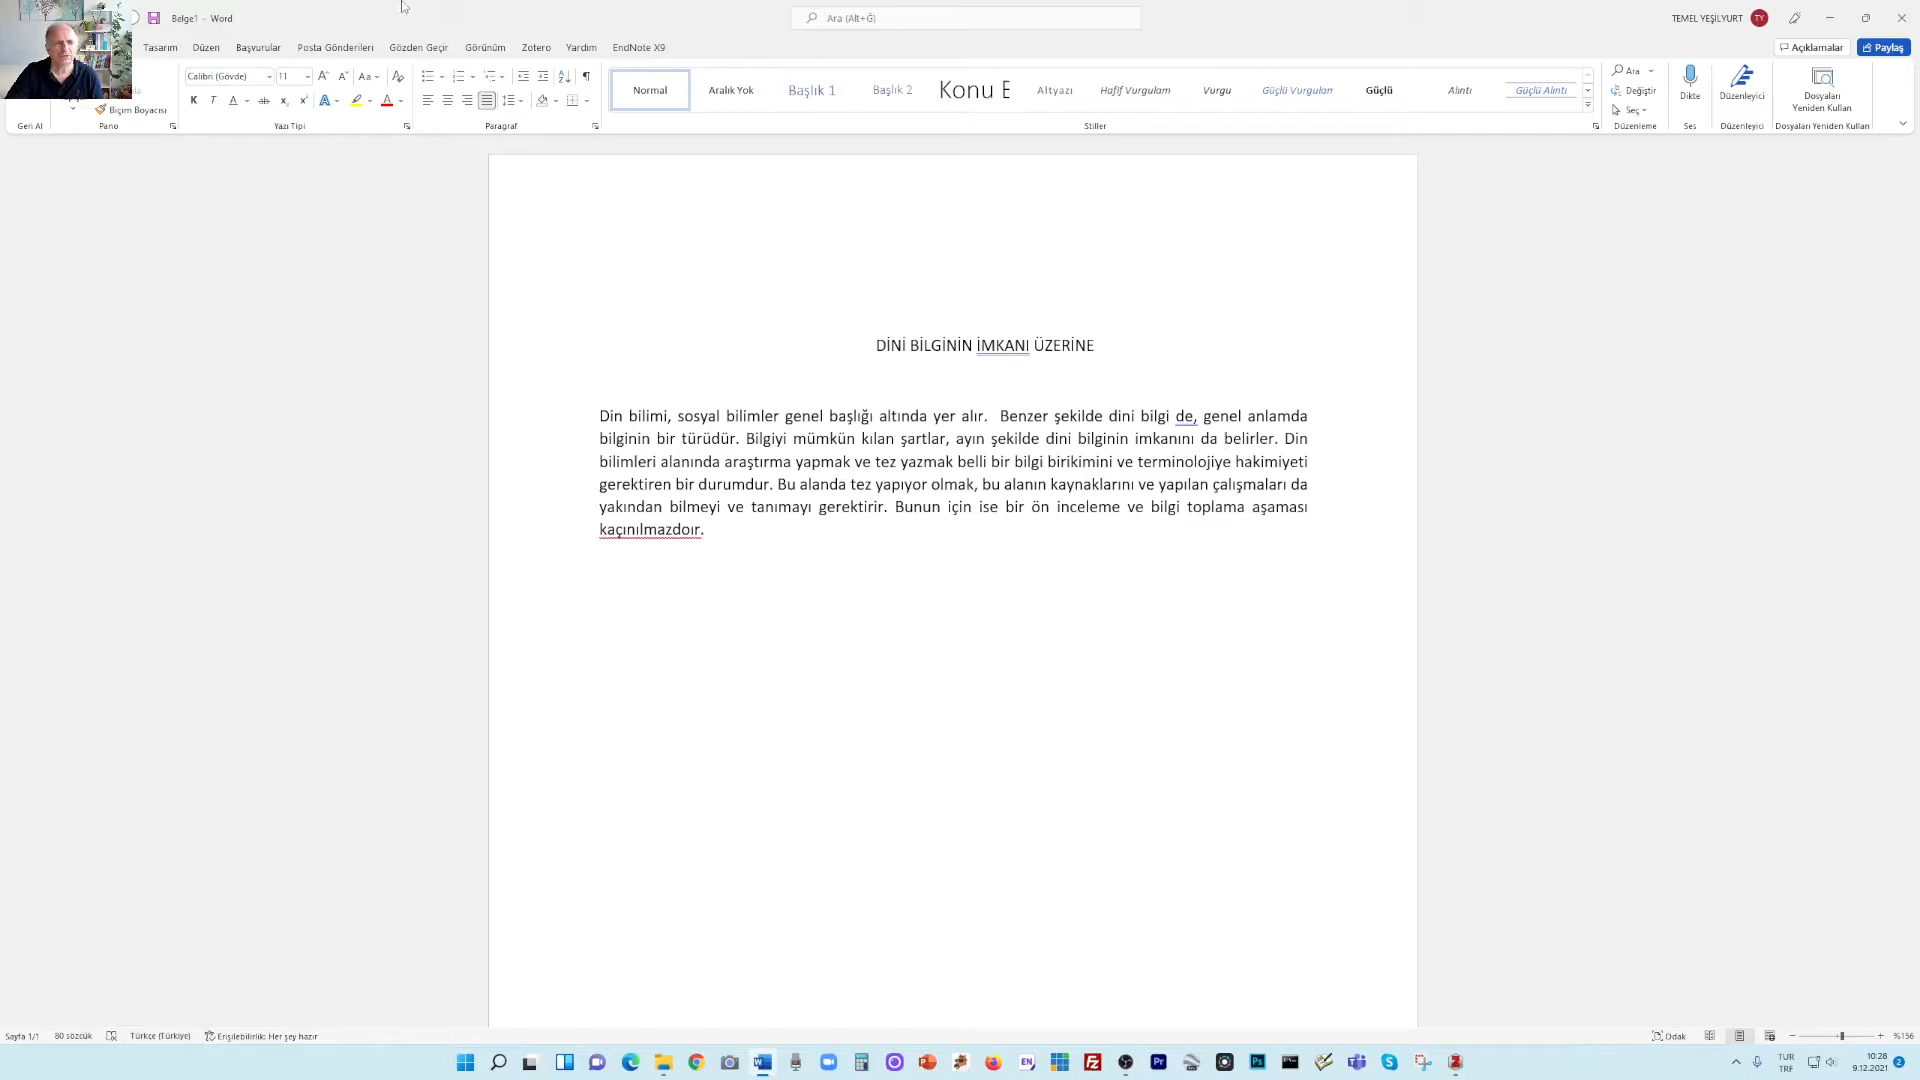 Belge1 - Word
Ara (Alt+Ğ)
TEMEL YEŞİLYURT TY
Tasarım Düzen Başvurular Posta Gönderileri Gözden Geçir Görünüm Zotero Yardım EndNote X9
Açıklamalar Paylaş
Calibri (Gövde) 11
Biçim Boyacısı
Normal Aralık Yok Başlık 1 Başlık 2 Konu E Altyazı Hafif Vurgulam Vurgu Güçlü Vurgulam Güçlü Alıntı Güçlü Alıntı
Ara
Değiştir
Seç
Dikte
Düzenleyici
Dosyaları
Yeniden Kullan
Geri Al Pano Yazı Tipi Paragraf Stiller Düzenleme Ses Düzenleyici Dosyaları Yeniden Kullan
DİNİ BİLGİNİN İMKANI ÜZERİNE
Din bilimi, sosyal bilimler genel başlığı altında yer alır.  Benzer şekilde dini bilgi de, genel anlamda
bilginin bir türüdür. Bilgiyi mümkün kılan şartlar, ayın şekilde dini bilginin imkanını da belirler. Din
bilimleri alanında araştırma yapmak ve tez yazmak belli bir bilgi birikimini ve terminolojiye hakimiyeti
gerektiren bir durumdur. Bu alanda tez yapıyor olmak, bu alanın kaynaklarını ve yapılan çalışmaları da
yakından bilmeyi ve tanımayı gerektirir. Bunun için ise bir ön inceleme ve bilgi toplama aşaması
kaçınılmazdoır.
Sayfa 1/1 80 sözcük Türkçe (Türkiye) Erişilebilirlik: Her şey hazır
Odak %156
TUR
TRF
10:28
9.12.2021
2